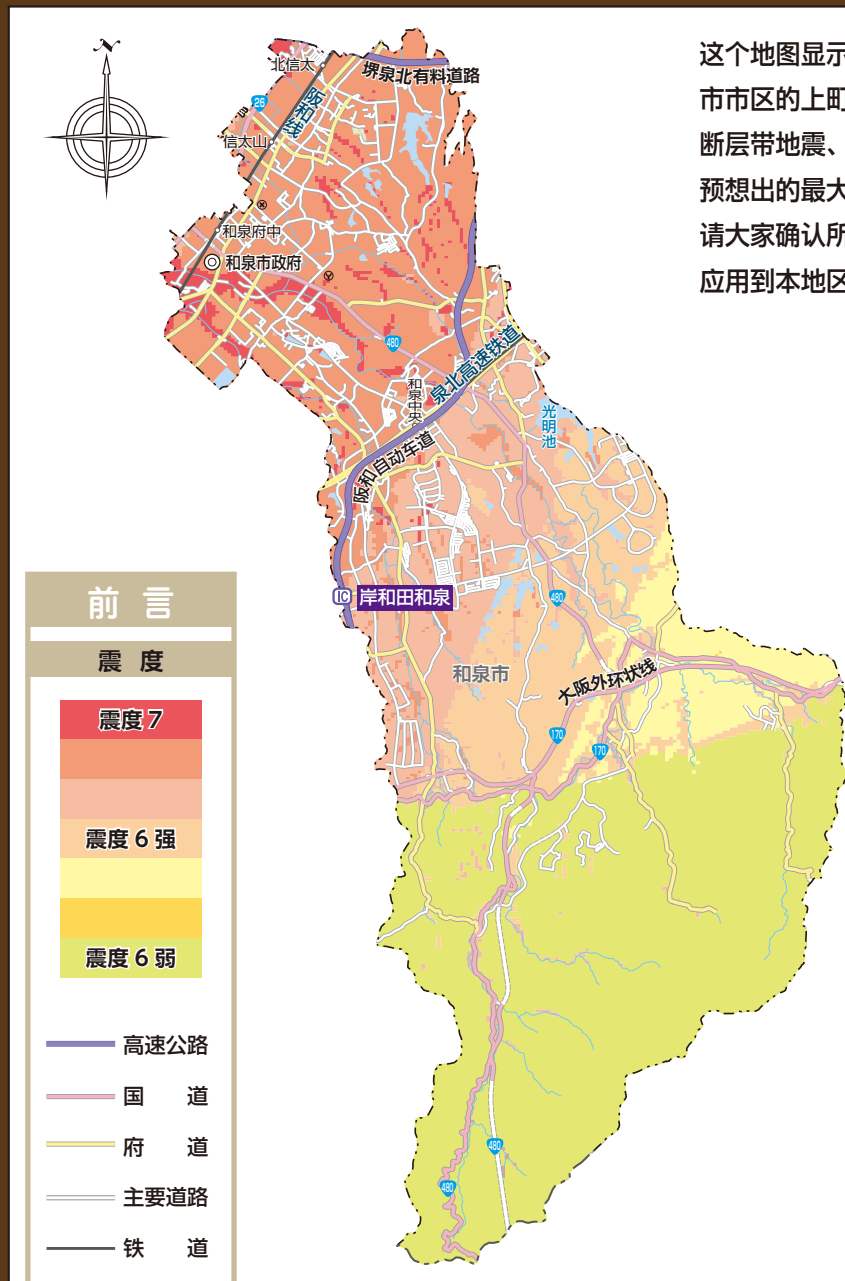 N
这个地图显示
市市区的上町
断层带地震、
预想出的最大
请大家确认所
应用到本地区
北信太
堺泉北有料道路
26
阪和线
信太山
和泉府中
和泉市政府
480
泉北高速铁道
和泉中央
光明池
阪和自动车道
IC 岸和田和泉
480
和泉市
大阪外环状线
170
170
480
480
前言
震度
震度7
震度6强
震度6弱
高速公路
国道
府道
主要道路
铁道